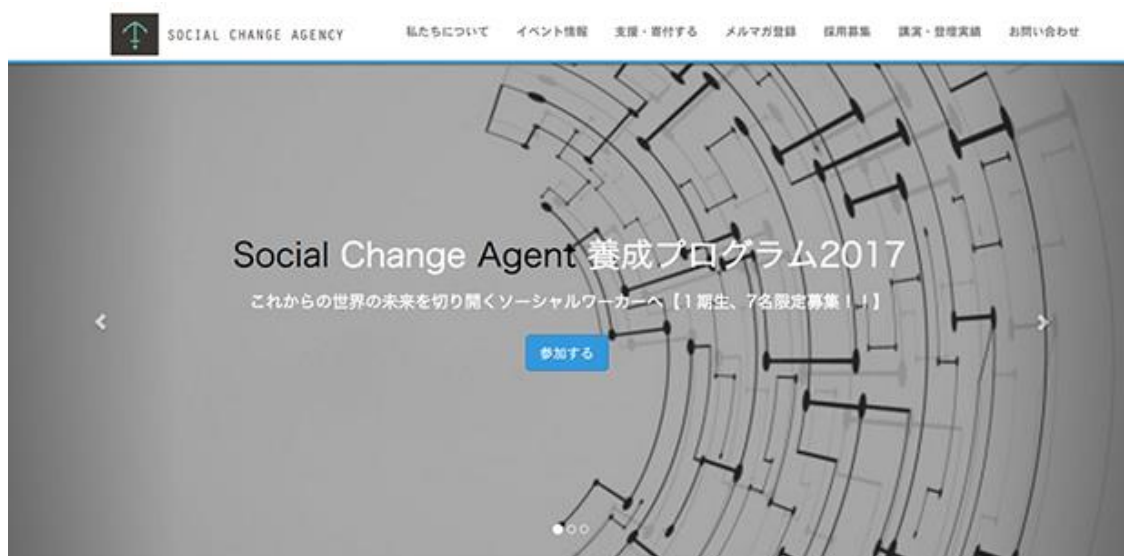 SOCIAL CHANGE AGENCY
私たちについて イベント情報 支援・寄付する メルマガ登録 採用募集 講演・登壇実績 お問い合わせ
Social Change Agent 養成プログラム2017
これからの世界の未来を切り開くソーシャルワーカーへ【1期生、7名限定募集!!】
参加する